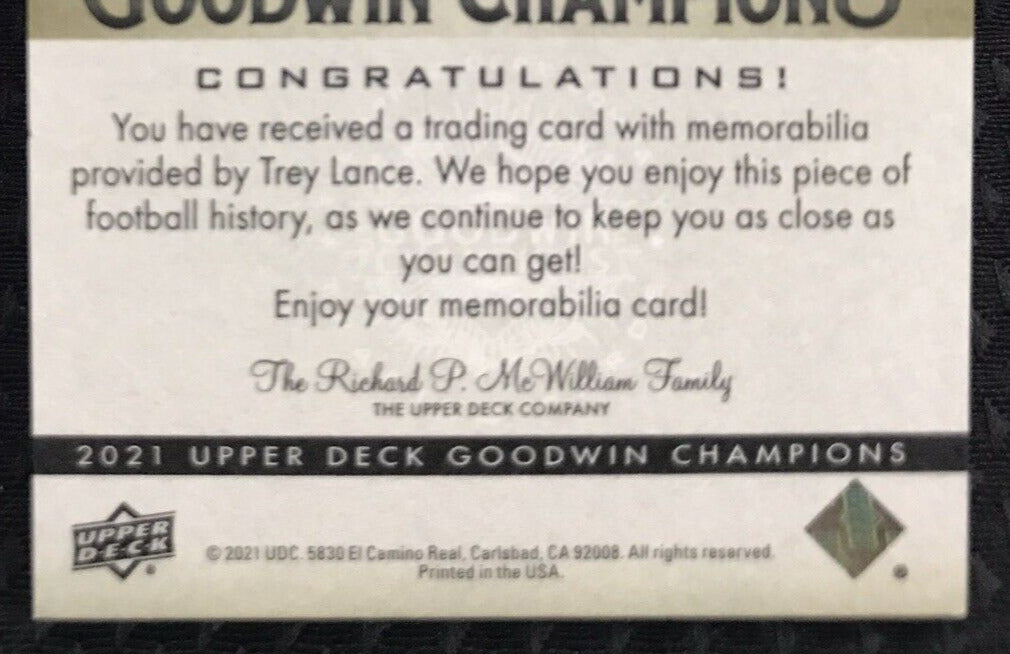 GOODWIN CHAMPIONS
CONGRATULATIONS!
You have received a trading card with memorabilia
provided by Trey Lance. We hope you enjoy this piece of
football history, as we continue to keep you as close as
you can get!
Enjoy your memorabilia card!
The Richard P. McWilliam Family
THE UPPER DECK COMPANY
2021 UPPER DECK GOODWIN CHAMPIONS
UPPER
DECK
© 2021 UDC. 5830 El Camino Real, Carlsbad, CA 92008. All rights reserved.
Printed in the USA.